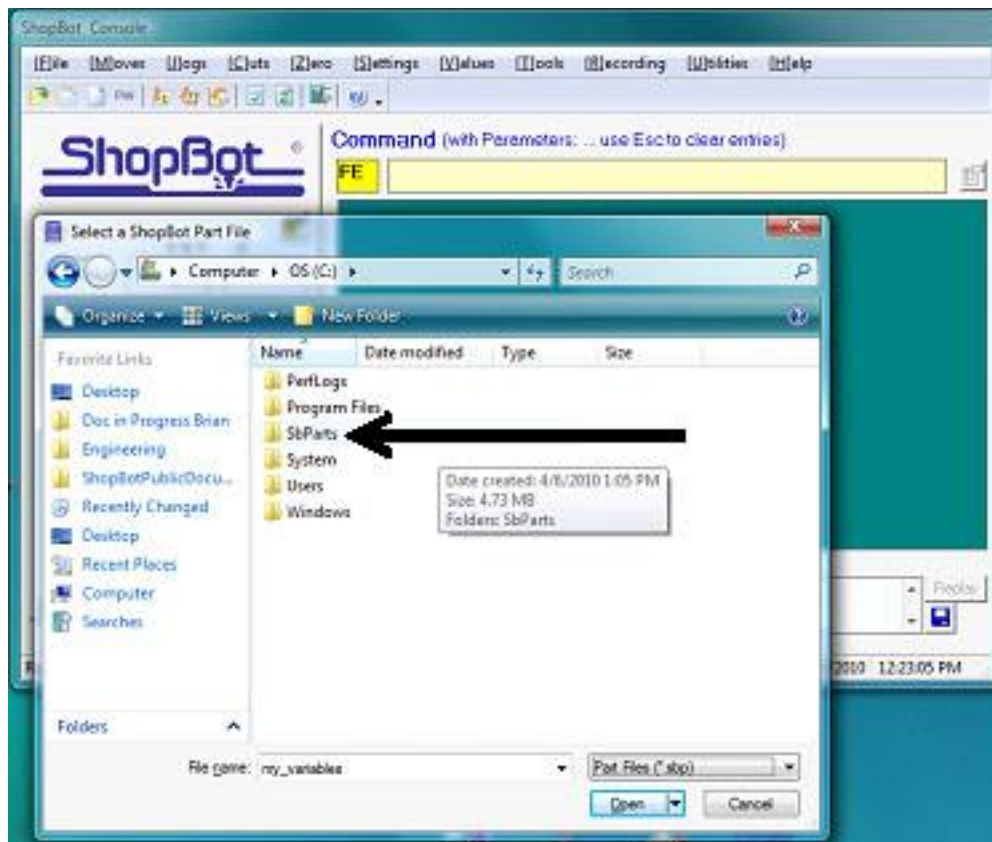 ShopBot Console
[F]ile [M]oves [J]ogs [C]uts [Z]ero [S]ettings [V]alues [T]ools [R]ecording [U]tilities [H]elp
ShopBot
Command (with Parameters: ... use Esc to clear entries)
FE
Select a ShopBot Part File
Computer OS (C:)
Search
Organize Views New Folder
Favorite Links
Name Date modified Type Size
Desktop
Doc in Progress Brian
Engineering
ShopBotPublicDocu...
Recently Changed
Desktop
Recent Places
Computer
Searches
PerfLogs
Program Files
SbParts
System
Users
Windows
Date created: 4/6/2010 1:05 PM
Size: 4.73 MB
Folders: SbParts
Replay
2010 12:23:05 PM
Folders
File name: my_variables
Part Files (*.sbp)
Open Cancel